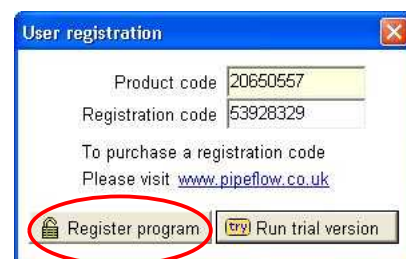 User registration
Product code 20650557
Registration code 53928329
To purchase a registration code
Please visit www.pipeflow.co.uk
Register program try Run trial version